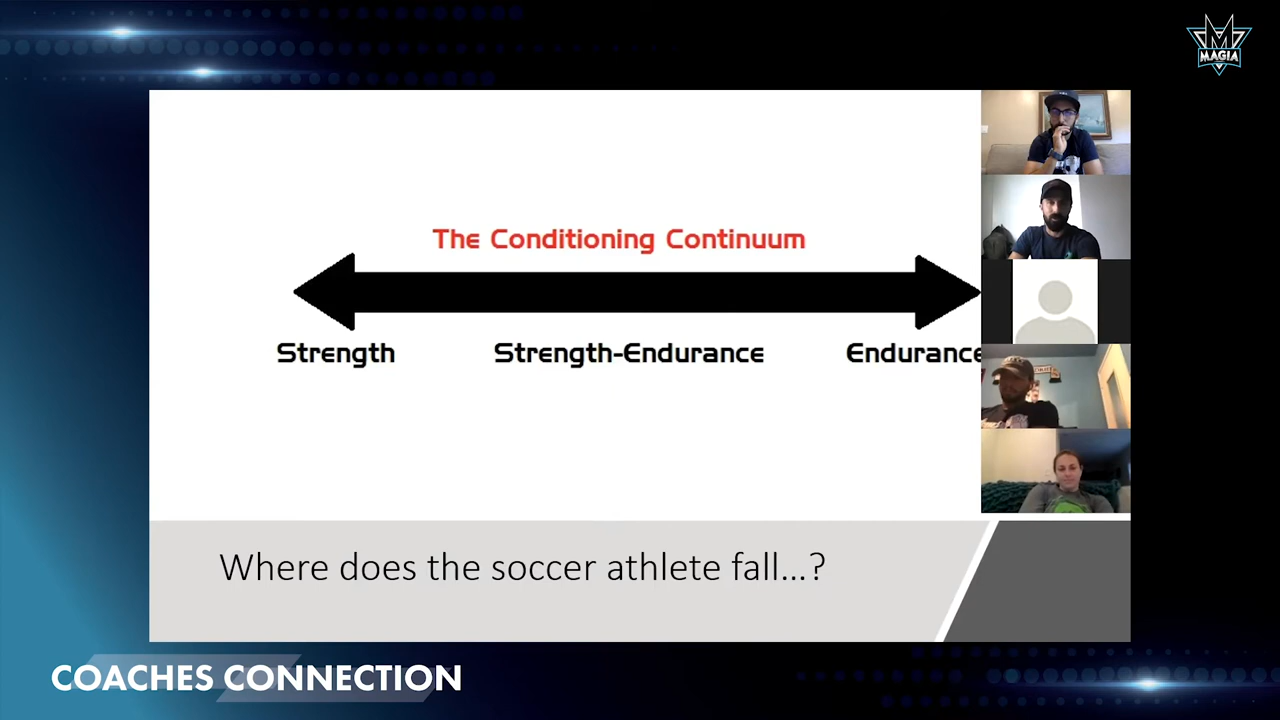 MAGIA
The Conditioning Continuum
Strength Strength-Endurance Endurance
Where does the soccer athlete fall...?
COACHES CONNECTION